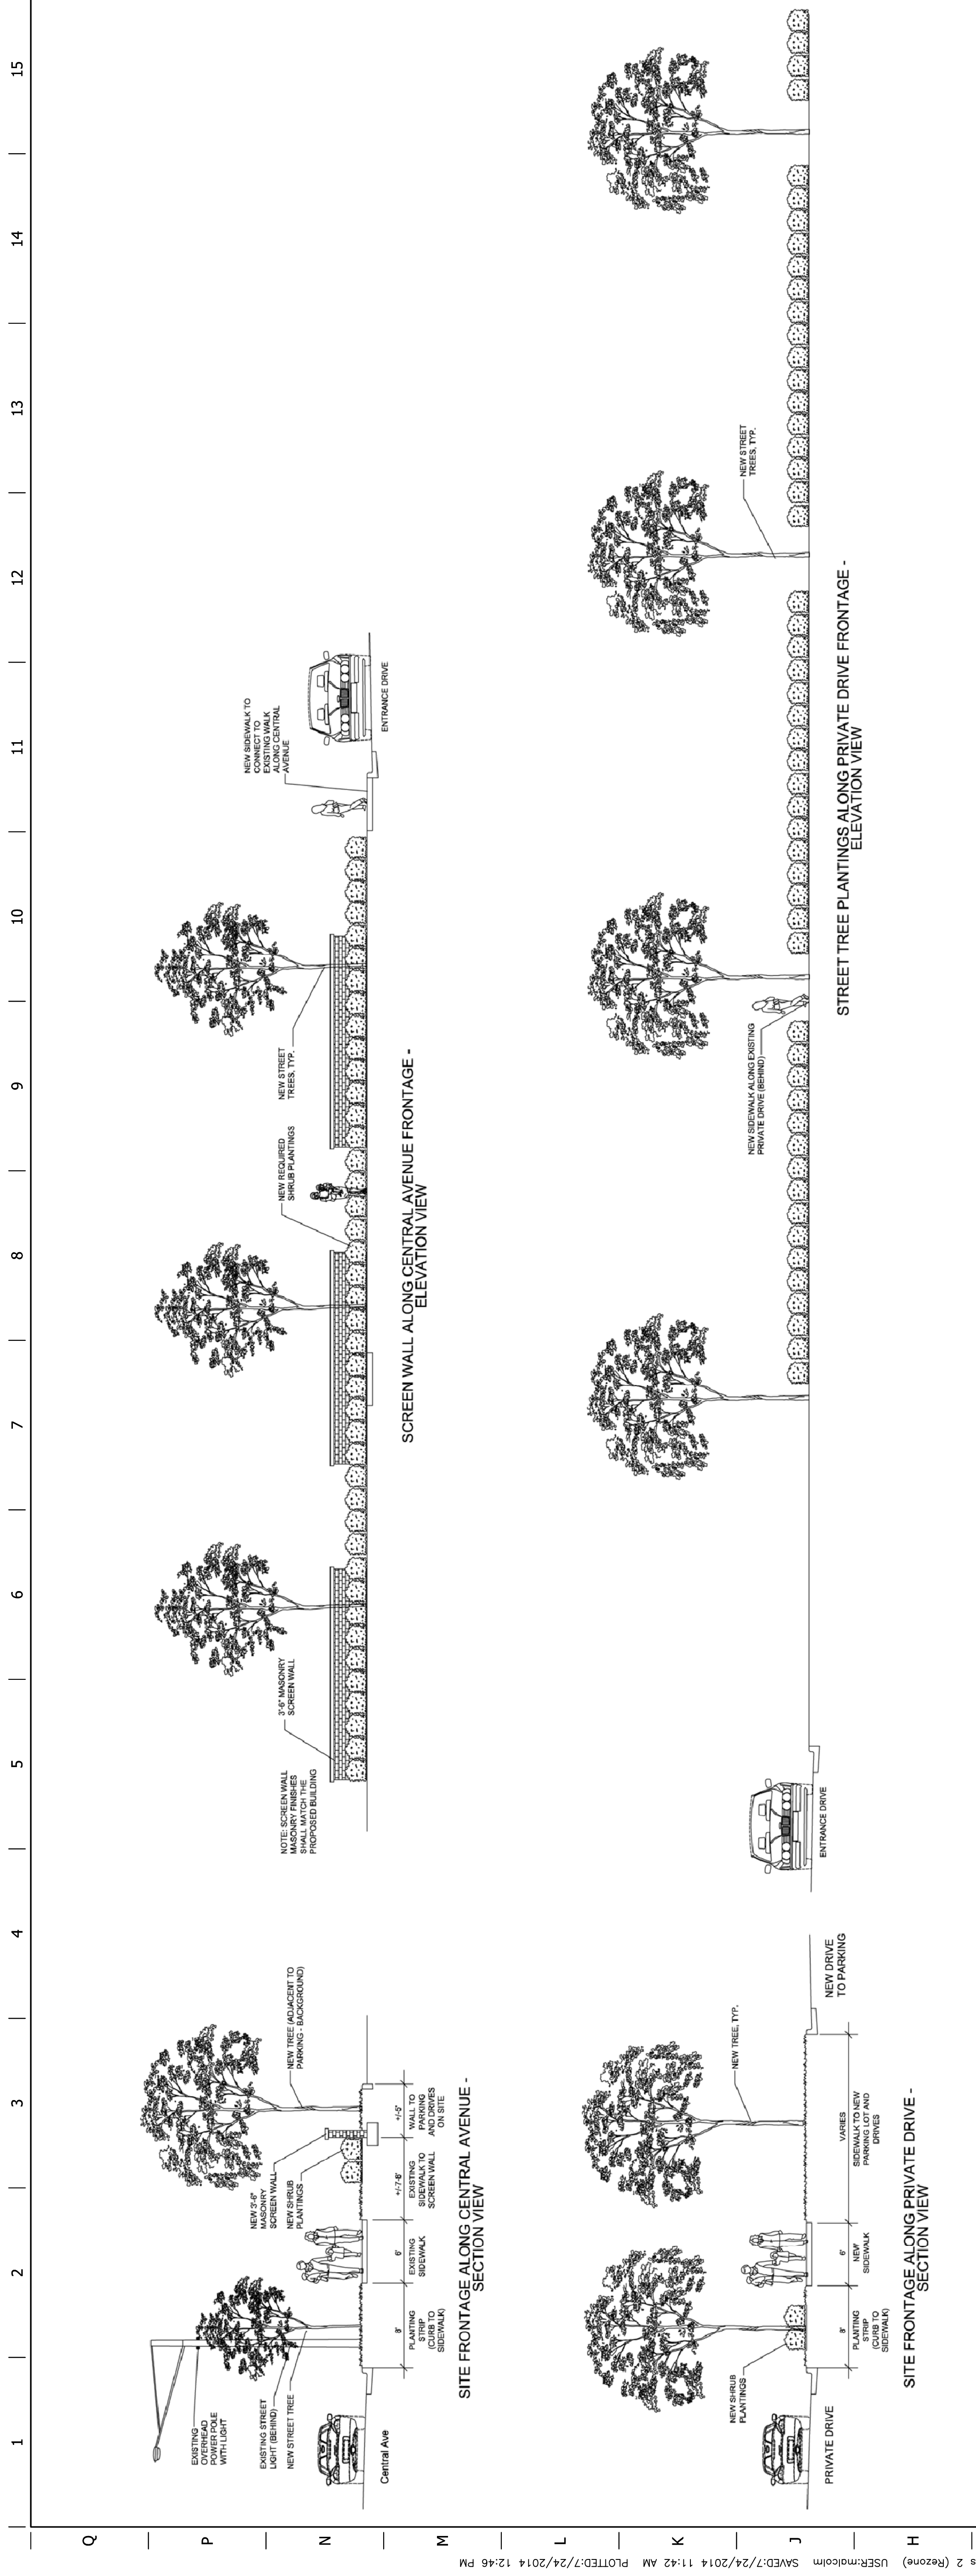 Q
P
N
M
L
K
J
H
1
2
3
4
5
6
7
8
9
10
11
12
13
14
15
EXISTING
OVERHEAD
POWER POLE
WITH LIGHT
EXISTING STREET
LIGHT (BEHIND)
NEW STREET TREE
NEW 3'-6"
MASONRY
SCREEN WALL
NEW SHRUB
PLANTINGS
NEW TREE (ADJACENT TO
PARKING - BACKGROUND)
Central Ave
8'
PLANTING
STRIP
(CURB TO
SIDEWALK)
6'
EXISTING
SIDEWALK
+/-7-8'
EXISTING
SIDEWALK TO
SCREEN WALL
+/-5'
WALL TO
PARKING
AND DRIVES
ON SITE
SITE FRONTAGE ALONG CENTRAL AVENUE -
SECTION VIEW
NOTE: SCREEN WALL
MASONRY FINISHES
SHALL MATCH THE
PROPOSED BUILDING
3'-6" MASONRY
SCREEN WALL
NEW REQUIRED
SHRUB PLANTINGS
NEW STREET
TREES, TYP.
NEW SIDEWALK TO
CONNECT TO
EXISTING WALK
ALONG CENTRAL
AVENUE
ENTRANCE DRIVE
SCREEN WALL ALONG CENTRAL AVENUE FRONTAGE -
ELEVATION VIEW
NEW SHRUB
PLANTINGS
NEW TREE, TYP.
PRIVATE DRIVE
8'
PLANTING
STRIP
(CURB TO
SIDEWALK)
6'
NEW
SIDEWALK
VARIES
SIDEWALK TO NEW
PARKING LOT AND
DRIVES
NEW DRIVE
TO PARKING
SITE FRONTAGE ALONG PRIVATE DRIVE -
SECTION VIEW
ENTRANCE DRIVE
NEW SIDEWALK ALONG EXISTING
PRIVATE DRIVE (BEHIND)
NEW STREET
TREES, TYP.
STREET TREE PLANTINGS ALONG PRIVATE DRIVE FRONTAGE -
ELEVATION VIEW
s 2 (Rezone) USER:malcolm SAVED:7/24/2014 11:42 AM PLOTTED:7/24/2014 12:46 PM